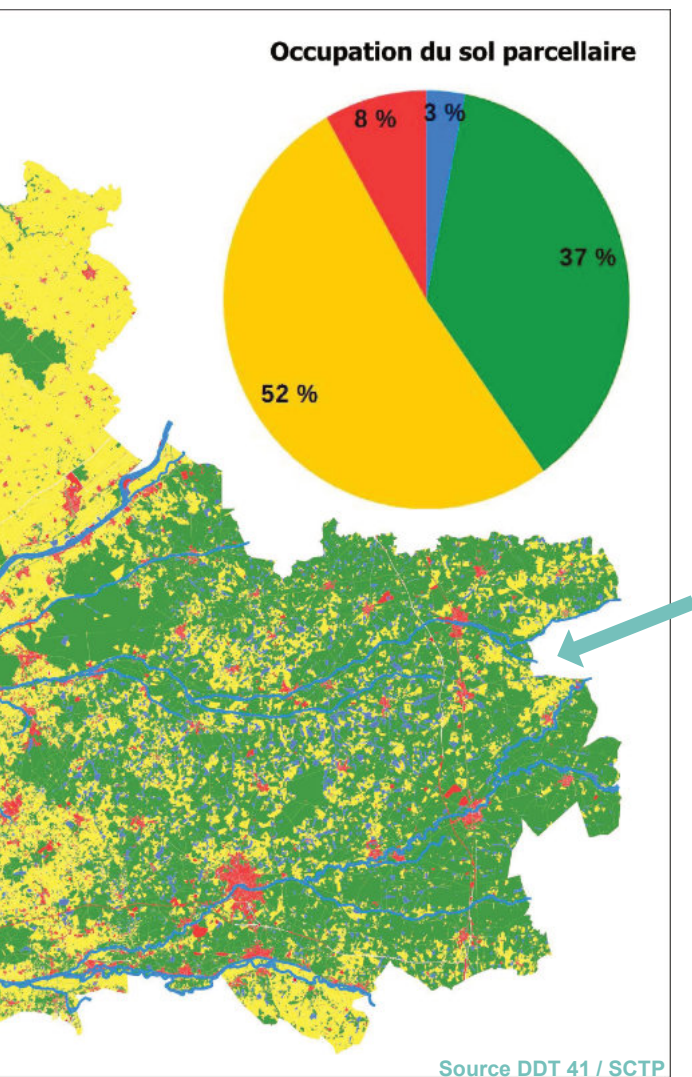 Occupation du sol parcellaire
8 %
3 %
37 %
52 %
Source DDT 41 / SCTP